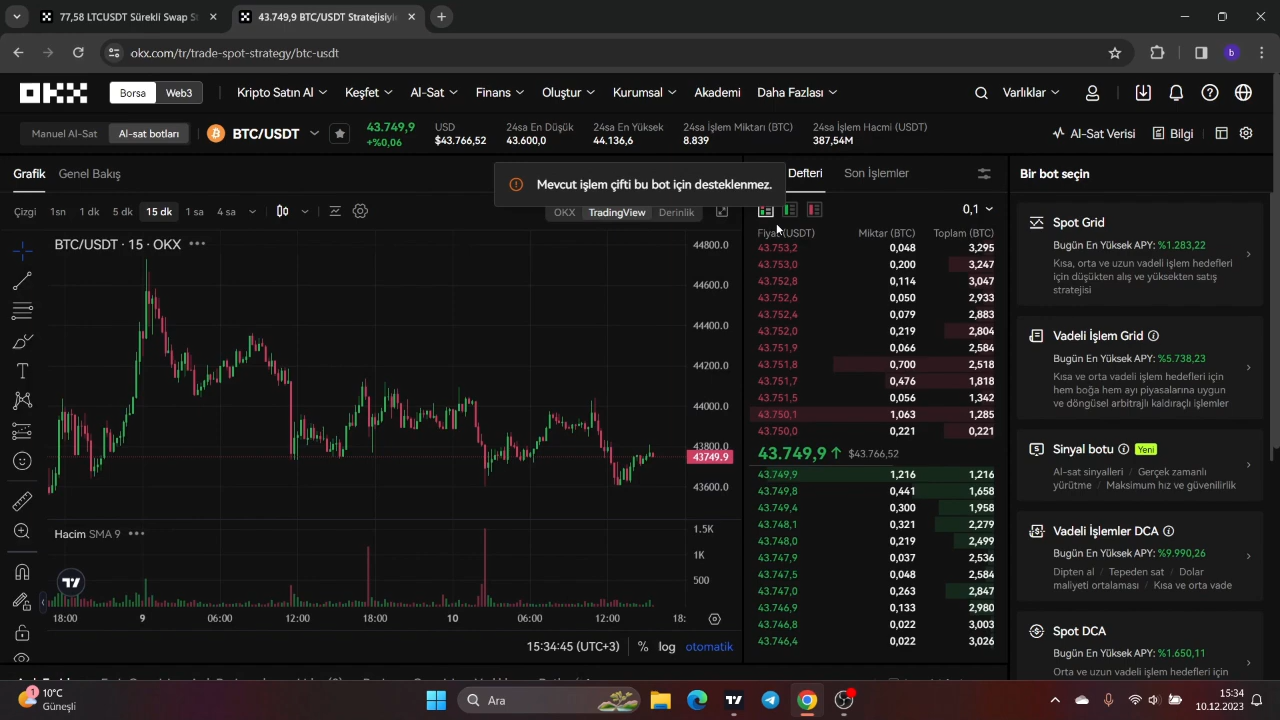 77,58 LTCUSDT Sürekli Swap S
43.749,9 BTC/USDT Stratejisiyle
okx.com/tr/trade-spot-strategy/btc-usdt
b
OKX
Borsa
Web3
Kripto Satın Al
Keşfet
Al-Sat
Finans
Oluştur
Kurumsal
Akademi
Daha Fazlası
Varlıklar
Manuel Al-Sat
Al-sat botları
BTC/USDT
43.749,9
+%0,06
USD
$43.766,52
24sa En Düşük
43.600,0
24sa En Yüksek
44.136,6
24sa İşlem Miktarı (BTC)
8.839
24sa İşlem Hacmi (USDT)
387,54M
Al-Sat Verisi
Bilgi
Grafik
Genel Bakış
Mevcut işlem çifti bu bot için desteklenmez.
Defteri
Son İşlemler
Bir bot seçin
Çizgi
1sn
1 dk
5 dk
15 dk
1 sa
4 sa
OKX
TradingView
Derinlik
0,1
BTC/USDT · 15 · OKX
44800.0
44600.0
44400.0
44200.0
44000.0
43800.0
43749.9
43600.0
Hacim SMA 9
1.5K
1K
500
18:00
9
06:00
12:00
18:00
10
06:00
12:00
18:
15:34:45 (UTC+3)
%
log
otomatik
Fiyat (USDT) Miktar (BTC) Toplam (BTC)
43.753,2 0,048 3,295
43.753,0 0,200 3,247
43.752,8 0,114 3,047
43.752,6 0,050 2,933
43.752,4 0,079 2,883
43.752,0 0,219 2,804
43.751,9 0,066 2,584
43.751,8 0,700 2,518
43.751,7 0,476 1,818
43.751,5 0,056 1,342
43.750,1 1,063 1,285
43.750,0 0,221 0,221
43.749,9 $43.766,52
43.749,9 1,216 1,216
43.749,8 0,441 1,658
43.749,4 0,300 1,958
43.748,1 0,321 2,279
43.748,0 0,219 2,499
43.747,9 0,037 2,536
43.747,5 0,048 2,584
43.747,0 0,263 2,847
43.746,9 0,133 2,980
43.746,8 0,022 3,003
43.746,4 0,022 3,026
Spot Grid
Bugün En Yüksek APY: %1.283,22
Kısa, orta ve uzun vadeli işlem hedefleri
için düşükten alış ve yüksekten satış
stratejisi
Vadeli İşlem Grid
Bugün En Yüksek APY: %5.738,23
Kısa ve orta vadeli işlem hedefleri için
hem boğa hem ayı piyasalarına uygun
ve döngüsel arbitrajlı kaldıraçlı işlemler
Sinyal botu Yeni
Al-sat sinyalleri / Gerçek zamanlı
yürütme / Maksimum hız ve güvenilirlik
Vadeli İşlemler DCA
Bugün En Yüksek APY: %9.990,26
Dipten al / Tepeden sat / Dolar
maliyeti ortalaması / Kısa ve orta vade
Spot DCA
Bugün En Yüksek APY: %1.650,11
Orta ve uzun vadeli işlem hedefleri için
1
10°C
Güneşli
Ara
15:34
10.12.2023